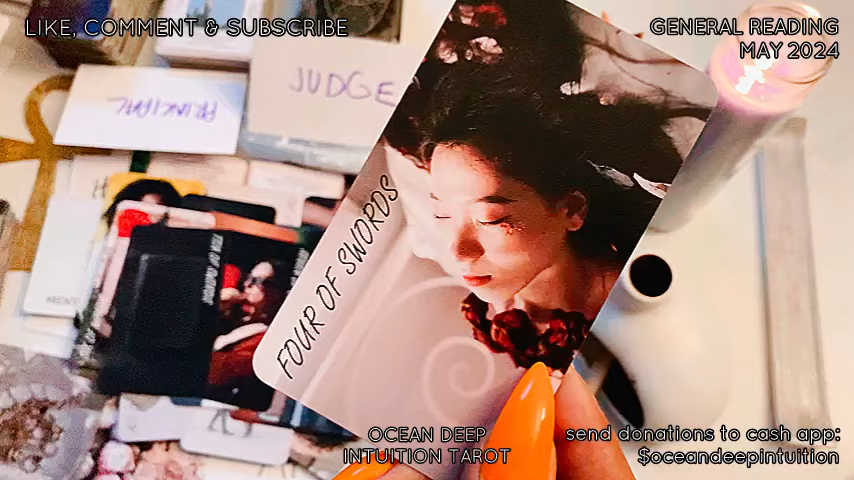 LIKE, COMMENT & SUBSCRIBE
GENERAL READING
MAY 2024
JUDGE
PRINCIPAL
FOUR OF SWORDS
OCEAN DEEP
INTUITION TAROT
send donations to cash app:
$oceandeepintuition